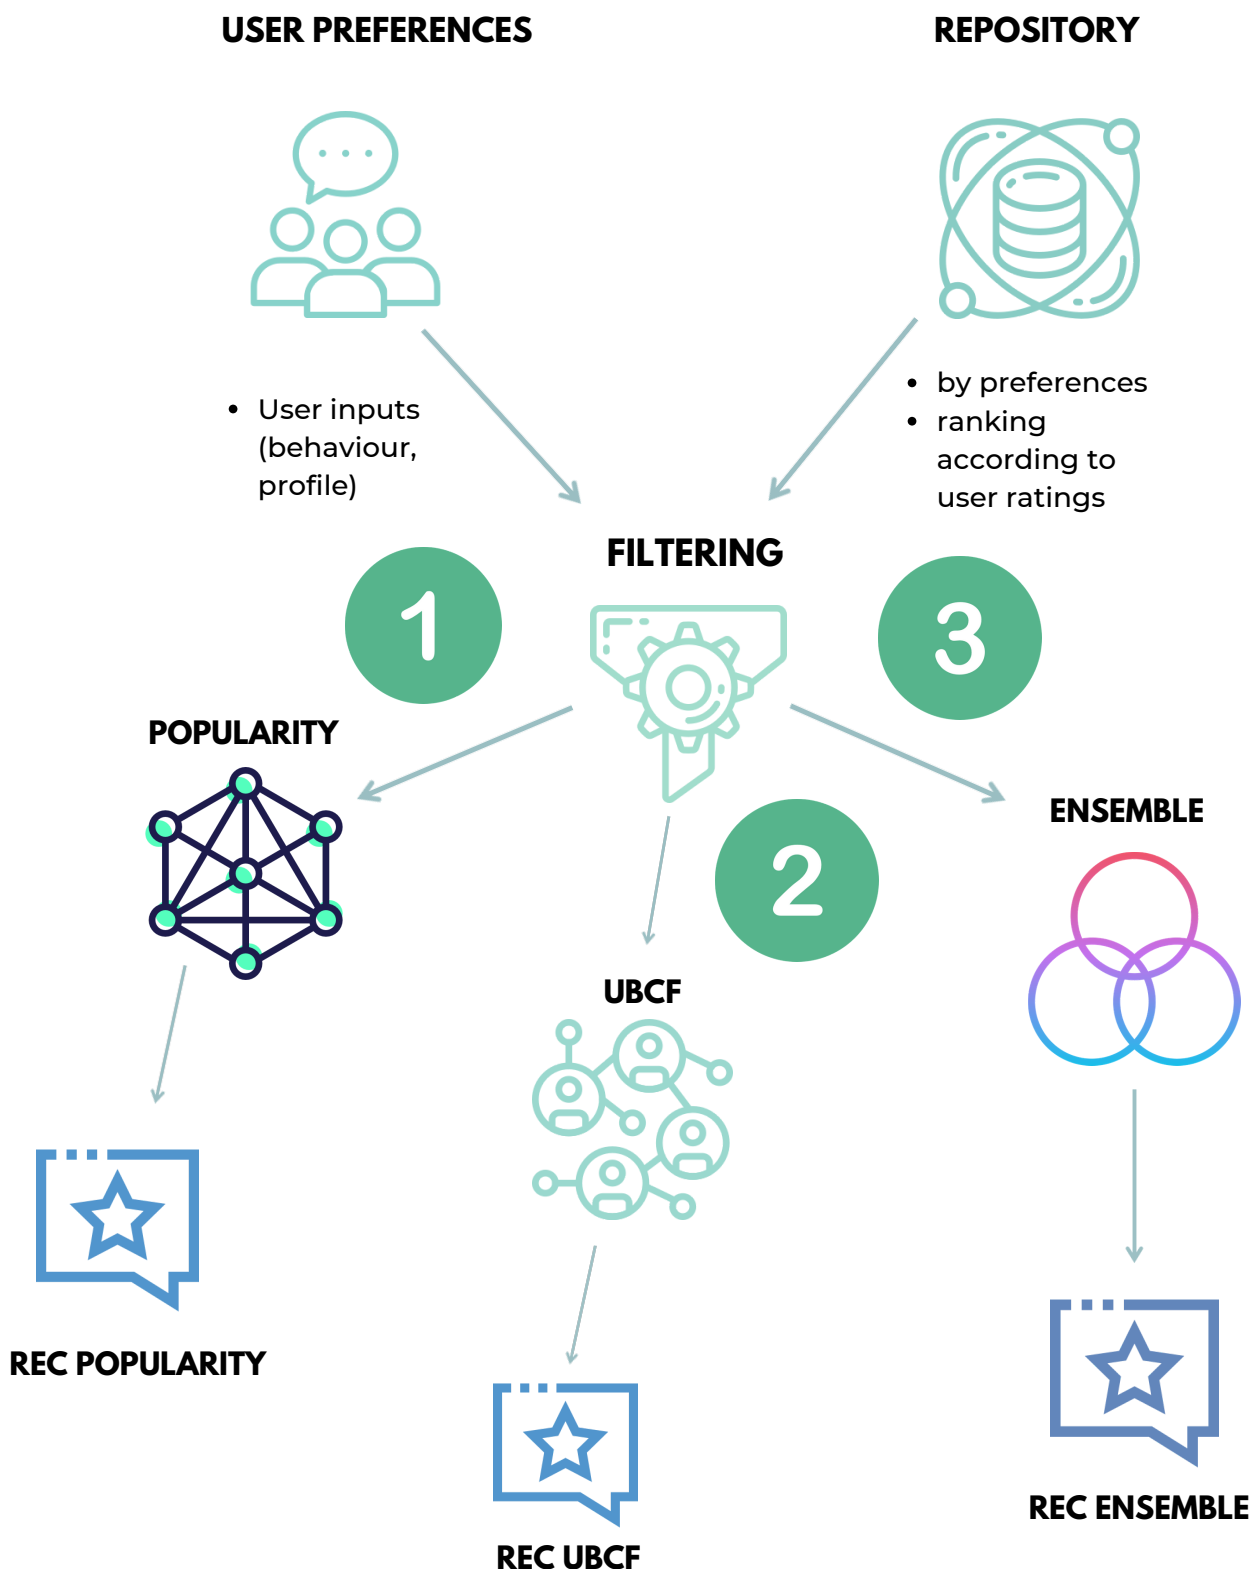 USER PREFERENCES
REPOSITORY
• User inputs
(behaviour,
profile)
• by preferences
• ranking
according to
user ratings
FILTERING
1
3
POPULARITY
ENSEMBLE
2
UBCF
REC POPULARITY
REC ENSEMBLE
REC UBCF